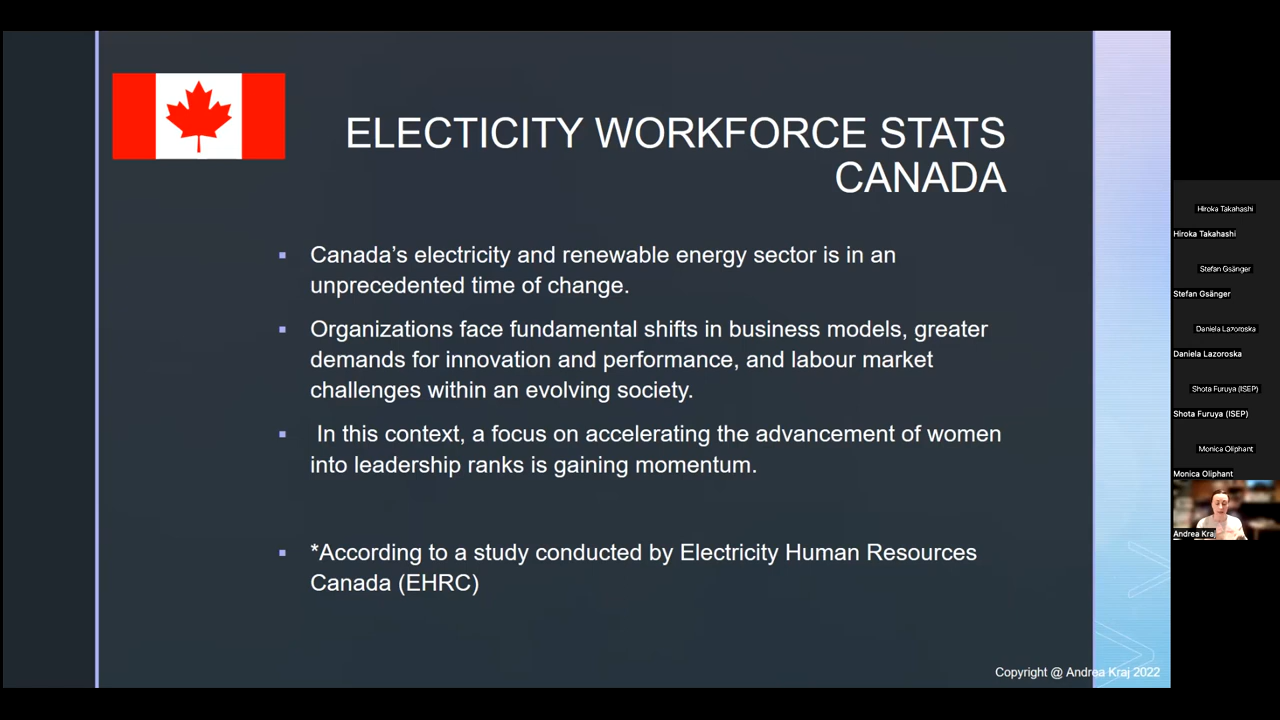 ELECTICITY WORKFORCE STATS
CANADA
▪ Canada's electricity and renewable energy sector is in an
unprecedented time of change.
▪ Organizations face fundamental shifts in business models, greater
demands for innovation and performance, and labour market
challenges within an evolving society.
▪ In this context, a focus on accelerating the advancement of women
into leadership ranks is gaining momentum.
▪ *According to a study conducted by Electricity Human Resources
Canada (EHRC)
Copyright @ Andrea Kraj 2022
Hiroka Takahashi
Hiroka Takahashi
Stefan Gsänger
Stefan Gsänger
Daniela Lazoroska
Daniela Lazoroska
Shota Furuya (ISEP)
Shota Furuya (ISEP)
Monica Oliphant
Monica Oliphant
Andrea Kraj